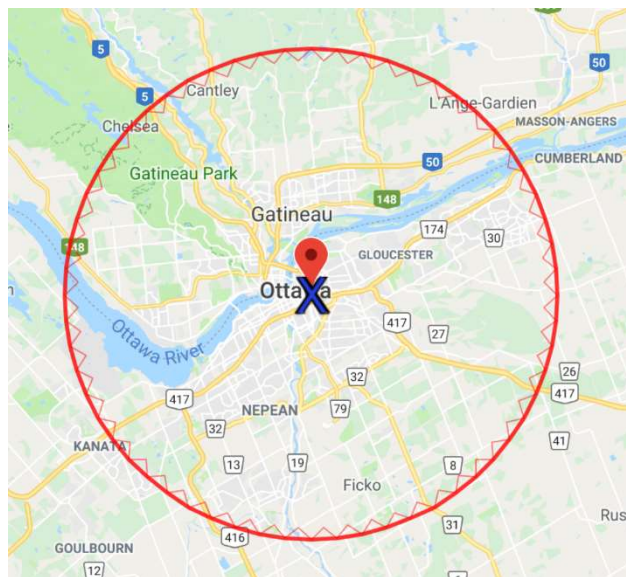 5
50
5
Cantley
L'Ange-Gardien
Chelsea
MASSON-ANGERS
50
CUMBERLAND
Gatineau Park
148
Gatineau
174
30
148
GLOUCESTER
Ottawa
X
Ottawa River
417
27
32
26
417
417
79
NEPEAN
32
41
KANATA
13
19
8
Ficko
Rus
31
416
GOULBOURN
12